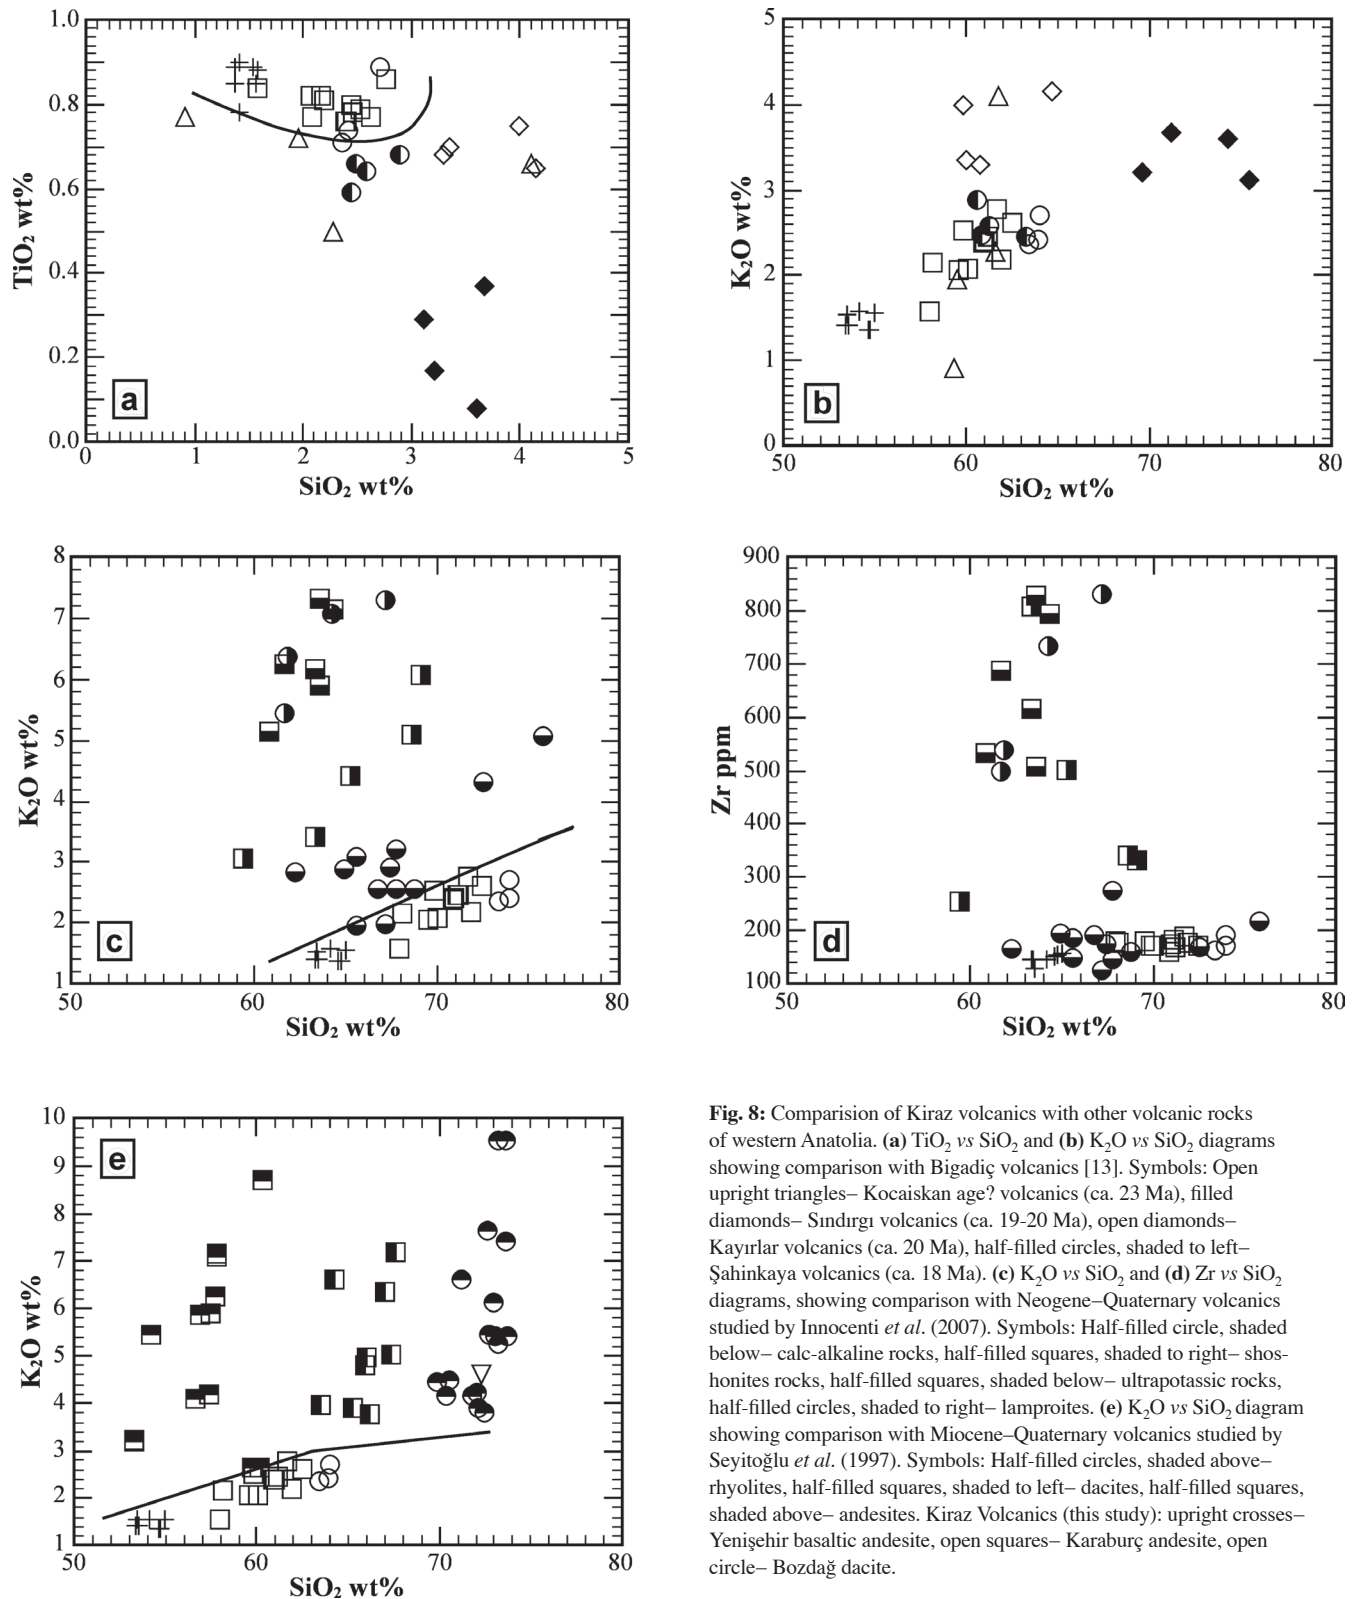 1.0
0.8
0.6
0.4
0.2
0.0
TiO2 wt%
a
0 1 2 3 4 5
SiO2 wt%
5
4
3
2
1
0
K2O wt%
b
50 60 70 80
SiO2 wt%
8
7
6
5
4
3
2
1
K2O wt%
c
50 60 70 80
SiO2 wt%
900
800
700
600
500
400
300
200
100
Zr ppm
d
50 60 70 80
SiO2 wt%
10
9
8
7
6
5
4
3
2
1
K2O wt%
e
50 60 70 80
SiO2 wt%
Fig. 8: Comparision of Kiraz volcanics with other volcanic rocks
of western Anatolia. (a) TiO2 vs SiO2 and (b) K2O vs SiO2 diagrams
showing comparison with Bigadiç volcanics [13]. Symbols: Open
upright triangles– Kocaiskan age? volcanics (ca. 23 Ma), filled
diamonds– Sındırgı volcanics (ca. 19-20 Ma), open diamonds–
Kayırlar volcanics (ca. 20 Ma), half-filled circles, shaded to left–
Şahinkaya volcanics (ca. 18 Ma). (c) K2O vs SiO2 and (d) Zr vs SiO2
diagrams, showing comparison with Neogene–Quaternary volcanics
studied by Innocenti et al. (2007). Symbols: Half-filled circle, shaded
below– calc-alkaline rocks, half-filled squares, shaded to right– shos-
honites rocks, half-filled squares, shaded below– ultrapotassic rocks,
half-filled circles, shaded to right– lamproites. (e) K2O vs SiO2 diagram
showing comparison with Miocene–Quaternary volcanics studied by
Seyitoğlu et al. (1997). Symbols: Half-filled circles, shaded above–
rhyolites, half-filled squares, shaded to left– dacites, half-filled squares,
shaded above– andesites. Kiraz Volcanics (this study): upright crosses–
Yenişehir basaltic andesite, open squares– Karaburç andesite, open
circle– Bozdağ dacite.